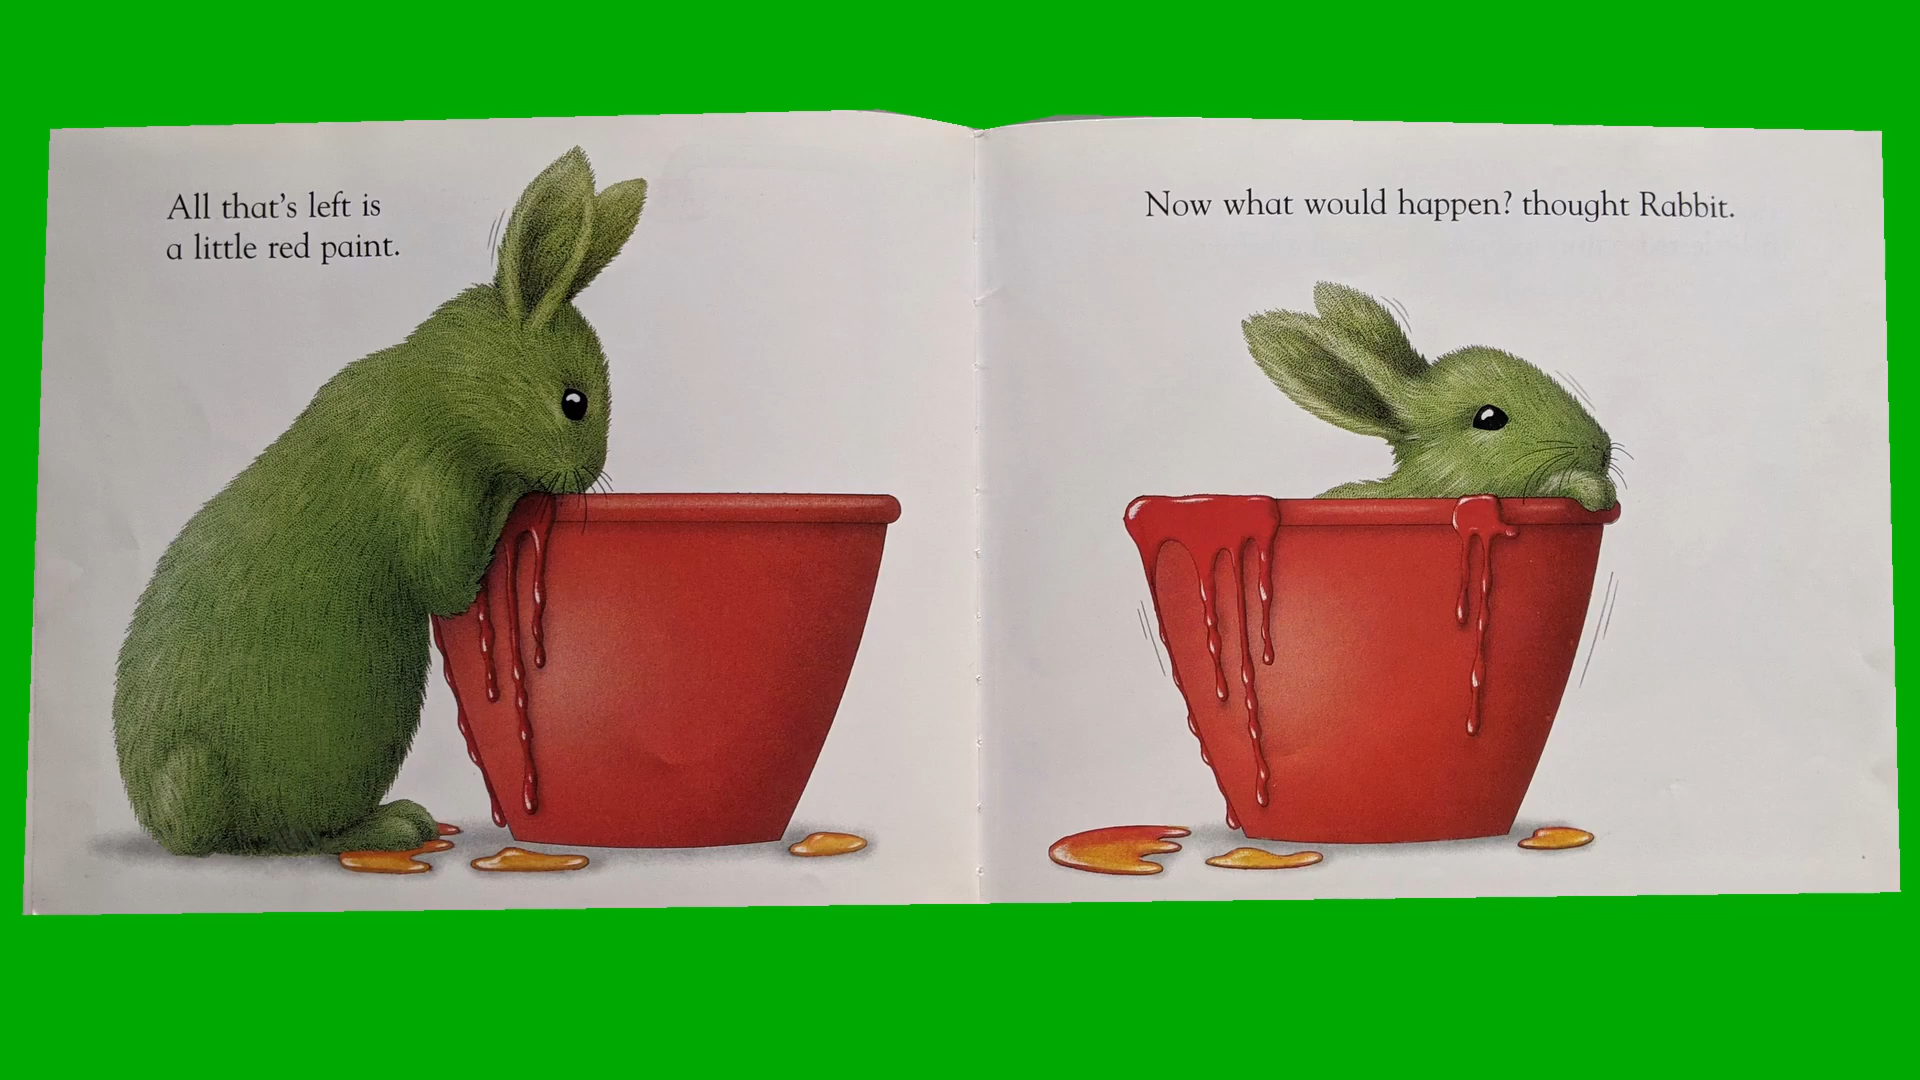 All that's left is
a little red paint.
Now what would happen? thought Rabbit.